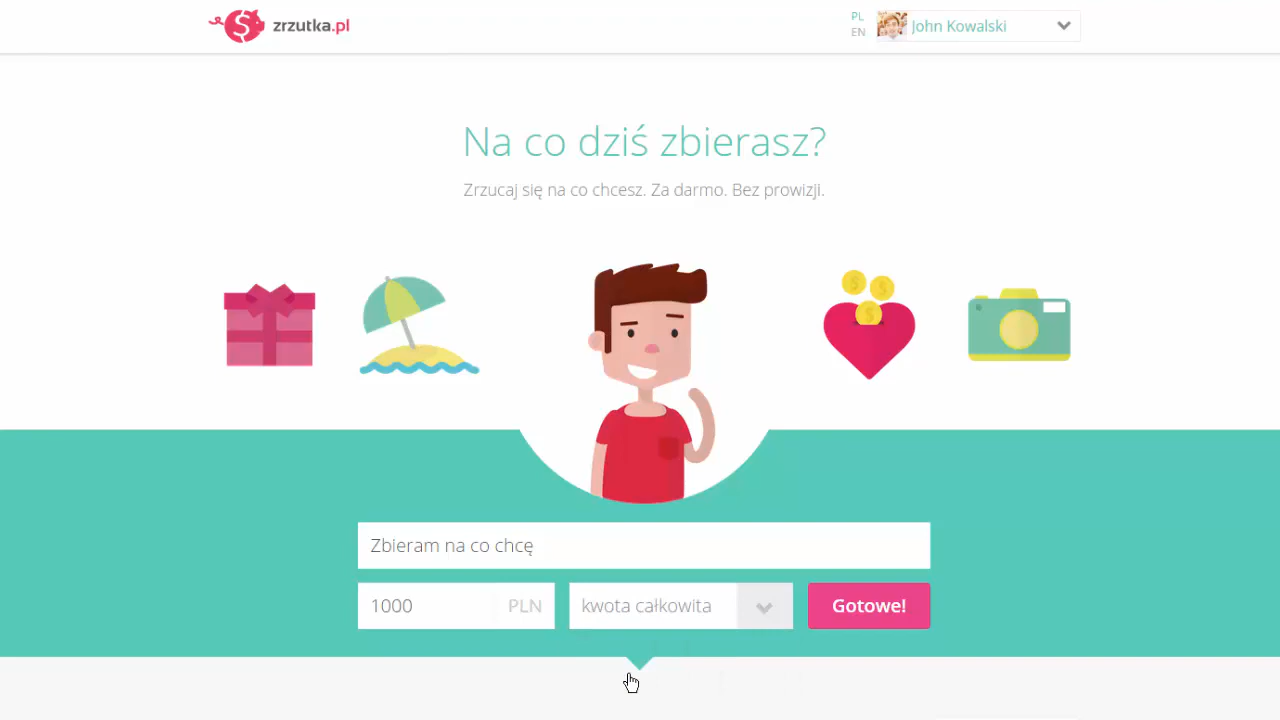 zrzutka.pl
PL
EN
John Kowalski
Na co dziś zbierasz?
Zrzucaj się na co chcesz. Za darmo. Bez prowizji.
Zbieram na co chcę
1000 PLN
kwota całkowita
Gotowe!